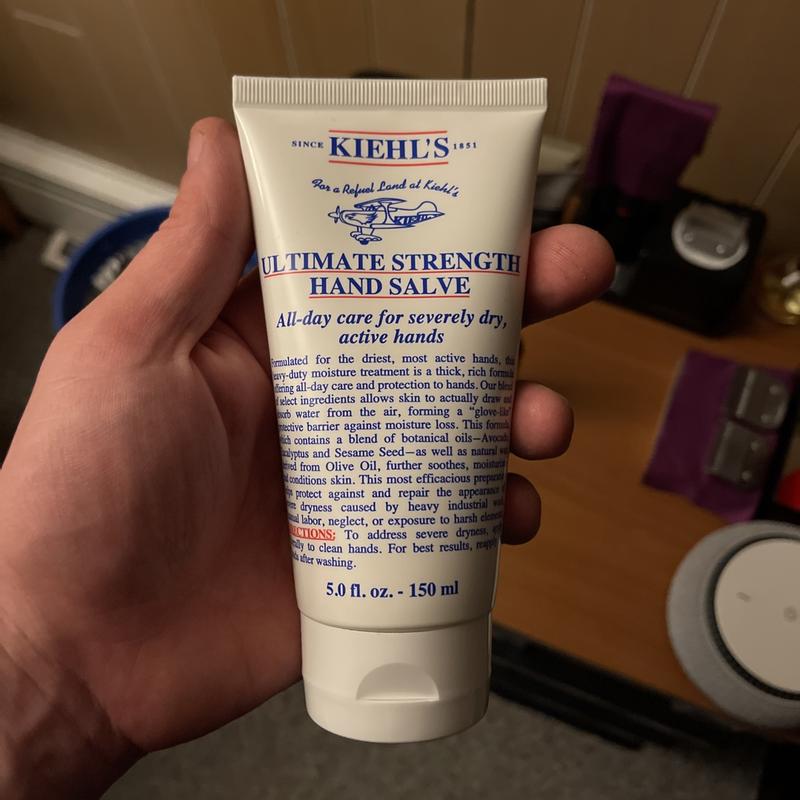 SINCE KIEHL'S 1851
For a Refuel Land at Kiehl's
KIEHL'S
ULTIMATE STRENGTH
HAND SALVE
All-day care for severely dry,
active hands
Formulated for the driest, most active hands,
heavy-duty moisture treatment is a thick, rich formula
offering all-day care and protection to hands. Our blend
of select ingredients allows skin to actually draw and
absorb water from the air, forming a "glove-like"
protective barrier against moisture loss. This formula,
which contains a blend of botanical oils—Avocado,
Eucalyptus and Sesame Seed—as well as natural wax
derived from Olive Oil, further soothes, moisturizes
and conditions skin. This most efficacious preparation
helps protect against and repair the appearance of
severe dryness caused by heavy industrial work,
manual labor, neglect, or exposure to harsh elements.
DIRECTIONS: To address severe dryness, apply
to clean hands. For best results, reapply
after washing.
5.0 fl. oz. - 150 ml